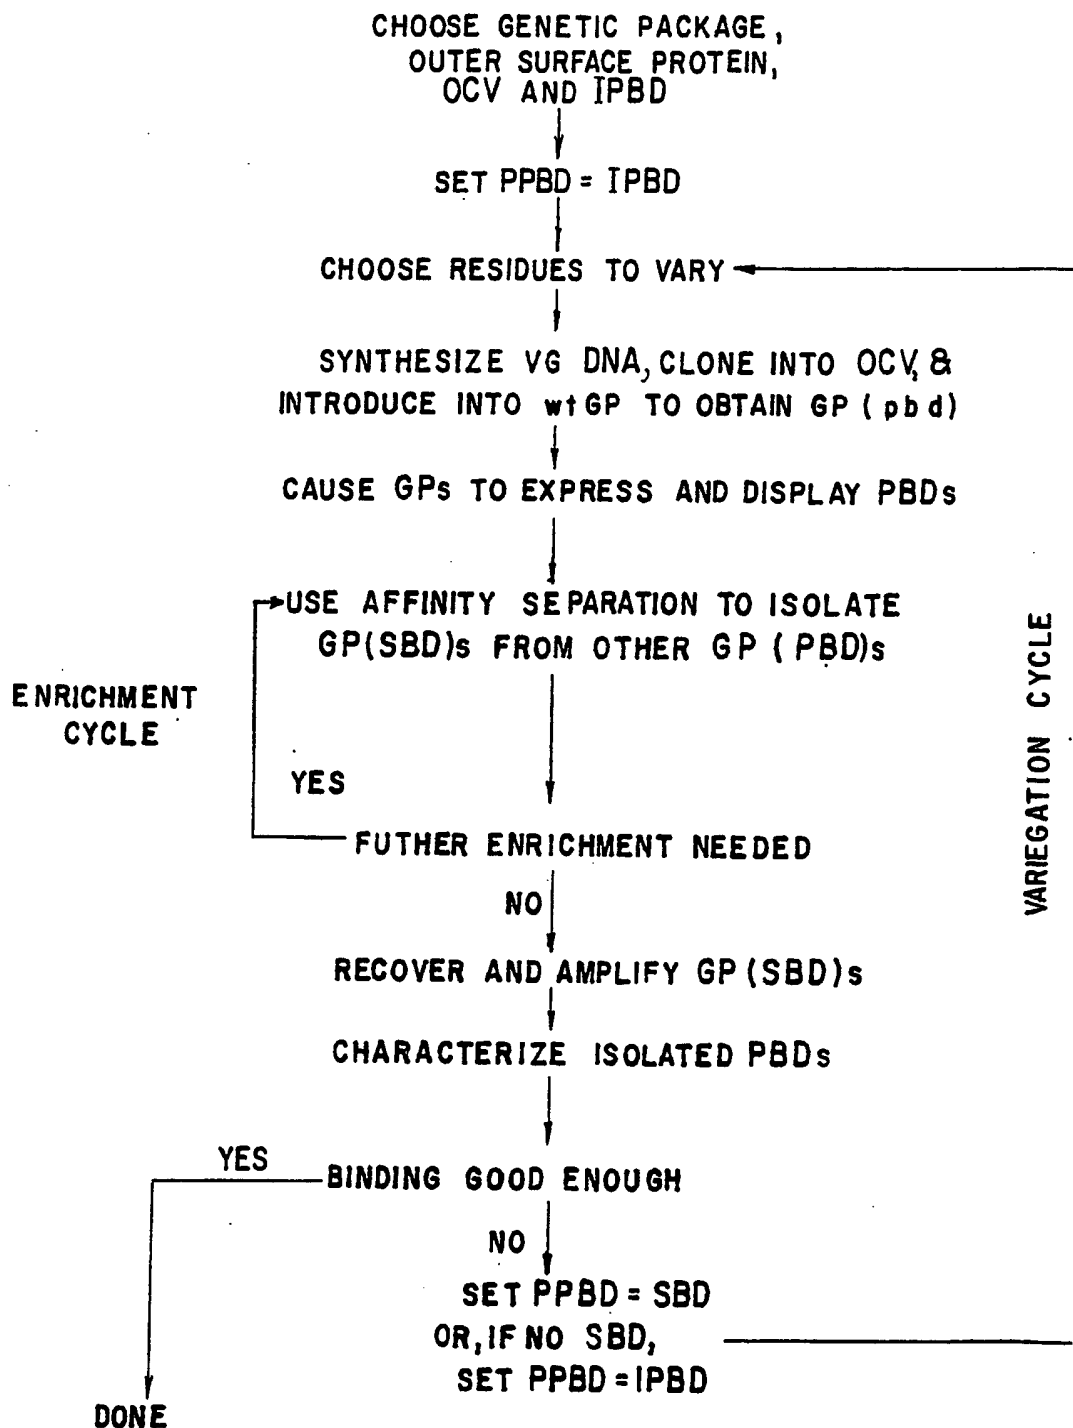 CHOOSE GENETIC PACKAGE,
OUTER SURFACE PROTEIN,
OCV AND IPBD
SET PPBD = IPBD
CHOOSE RESIDUES TO VARY
SYNTHESIZE VG DNA, CLONE INTO OCV, &
INTRODUCE INTO wtGP TO OBTAIN GP (pbd)
CAUSE GPs TO EXPRESS AND DISPLAY PBDs
USE AFFINITY SEPARATION TO ISOLATE
GP(SBD)s FROM OTHER GP (PBD)s
ENRICHMENT
CYCLE
YES
FUTHER ENRICHMENT NEEDED
VARIEGATION CYCLE
NO
RECOVER AND AMPLIFY GP (SBD)s
CHARACTERIZE ISOLATED PBDs
YES
BINDING GOOD ENOUGH
NO
SET PPBD = SBD
OR, IF NO SBD,
SET PPBD = IPBD
DONE